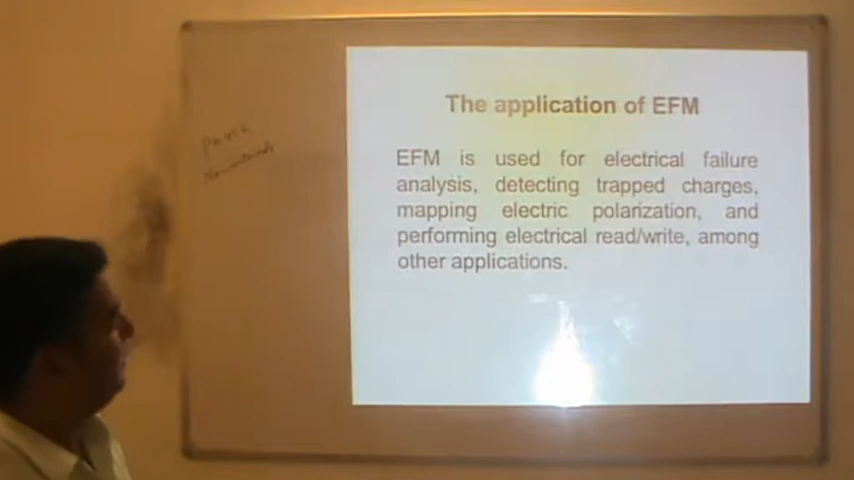 The application of EFM
EFM is used for electrical failure
analysis, detecting trapped charges,
mapping electric polarization, and
performing electrical read/write, among
other applications.